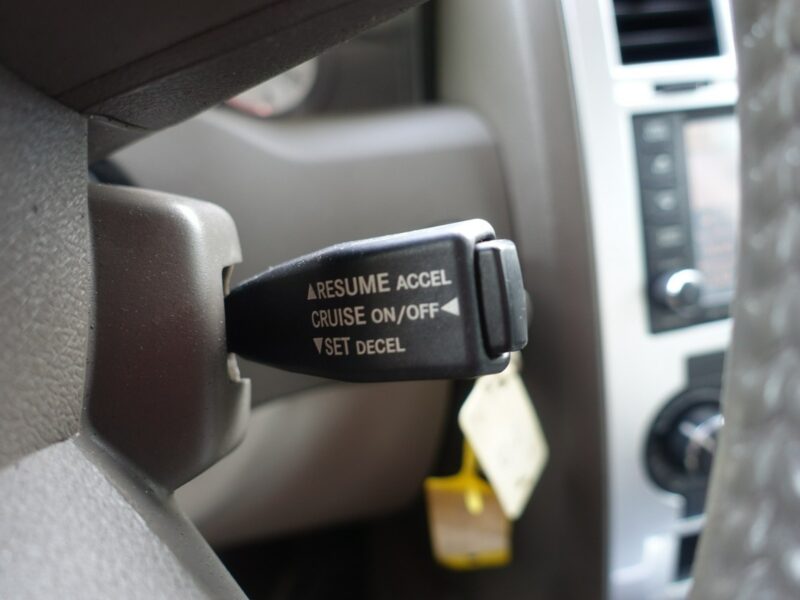 ▲RESUME ACCEL
CRUISE ON/OFF◀
▼SET DECEL